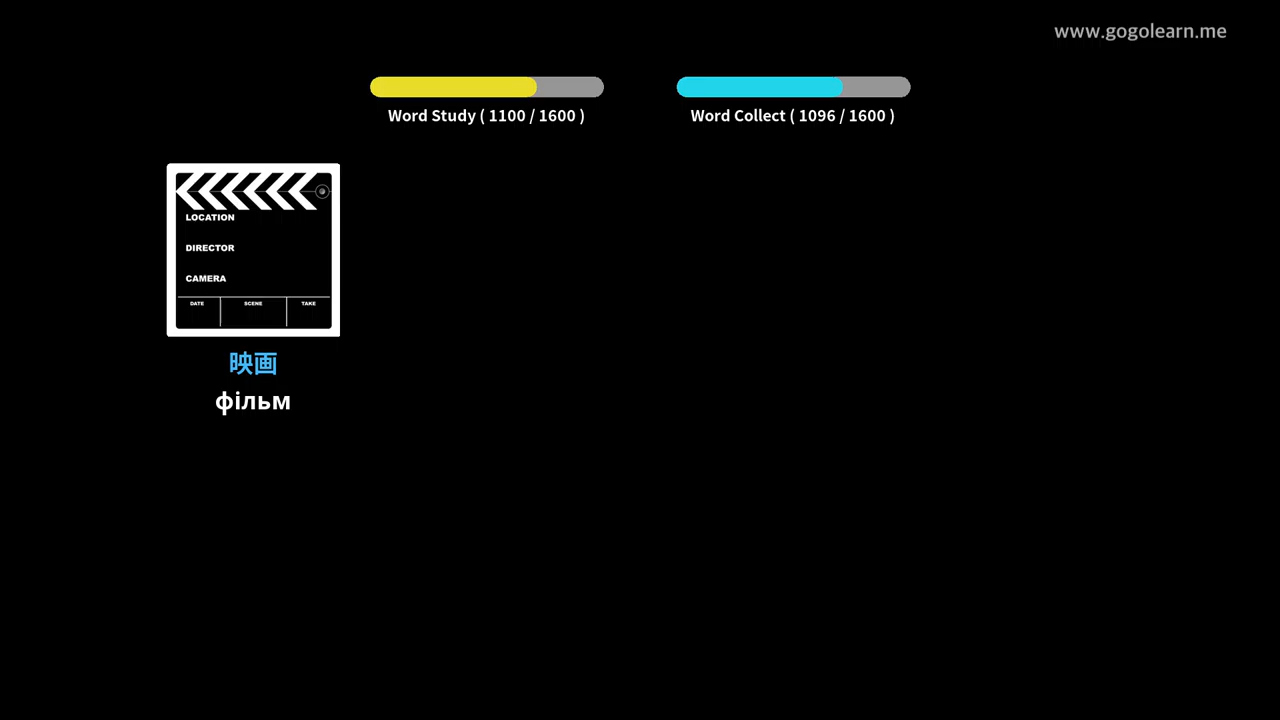 www.gogolearn.me
Word Study ( 1100 / 1600 )
Word Collect ( 1096 / 1600 )
LOCATION
DIRECTOR
CAMERA
DATE
SCENE
TAKE
映画
фільм